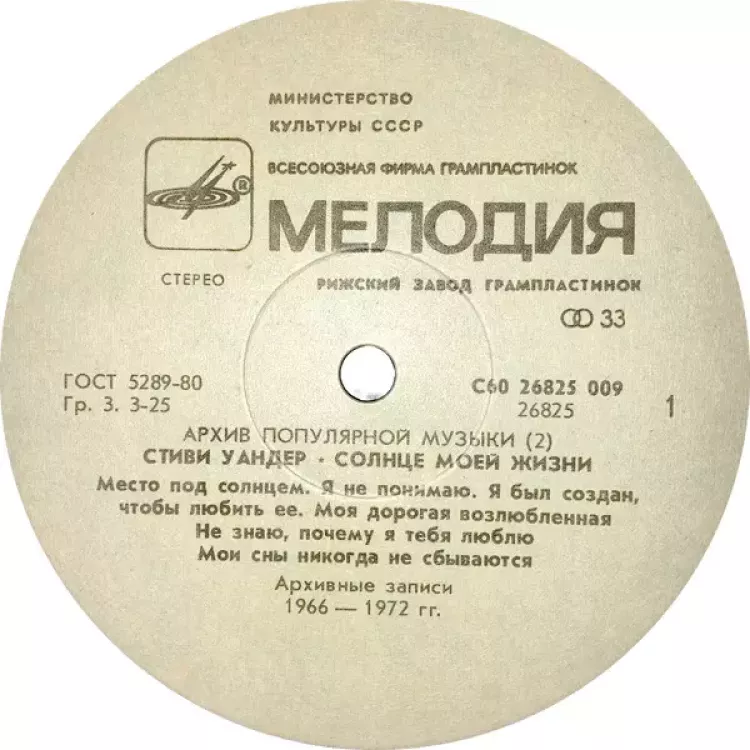 МИНИСТЕРСТВО
КУЛЬТУРЫ СССР
ВСЕСОЮЗНАЯ ФИРМА ГРАМПЛАСТИНОК
®
МЕЛОДИЯ
СТЕРЕО
РИЖСКИЙ ЗАВОД ГРАМПЛАСТИНОК
33
ГОСТ 5289-80
Гр. 3. 3-25
С60 26825 009
26825
1
АРХИВ ПОПУЛЯРНОЙ МУЗЫКИ (2)
СТИВИ УАНДЕР · СОЛНЦЕ МОЕЙ ЖИЗНИ
Место под солнцем. Я не понимаю. Я был создан,
чтобы любить ее. Моя дорогая возлюбленная
Не знаю, почему я тебя люблю
Мои сны никогда не сбываются
Архивные записи
1966 — 1972 гг.